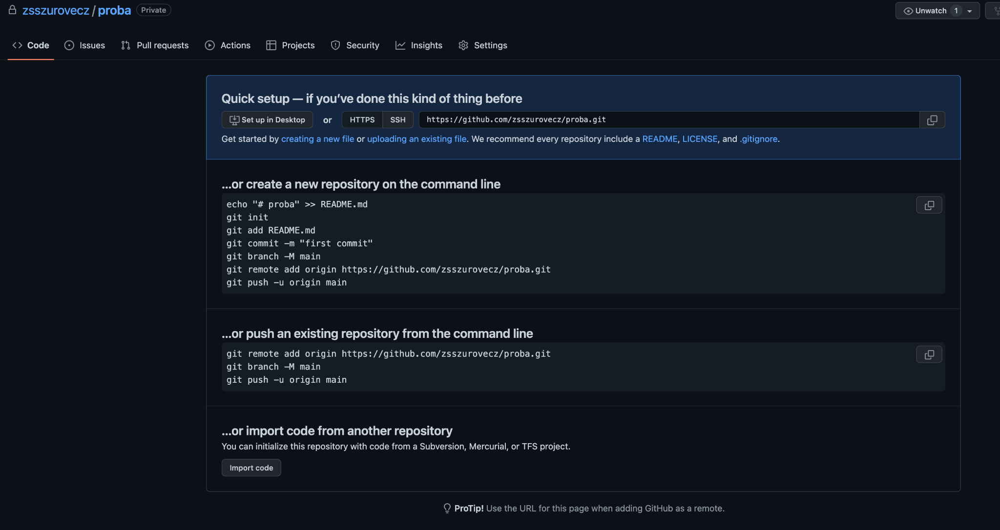 zsszurovecz / proba Private
Unwatch 1
Code Issues Pull requests Actions Projects Security Insights Settings
Quick setup — if you’ve done this kind of thing before
Set up in Desktop or HTTPS SSH https://github.com/zsszurovecz/proba.git
Get started by creating a new file or uploading an existing file. We recommend every repository include a README, LICENSE, and .gitignore.
…or create a new repository on the command line
echo "# proba" >> README.md
git init
git add README.md
git commit -m "first commit"
git branch -M main
git remote add origin https://github.com/zsszurovecz/proba.git
git push -u origin main
…or push an existing repository from the command line
git remote add origin https://github.com/zsszurovecz/proba.git
git branch -M main
git push -u origin main
…or import code from another repository
You can initialize this repository with code from a Subversion, Mercurial, or TFS project.
Import code
ProTip! Use the URL for this page when adding GitHub as a remote.